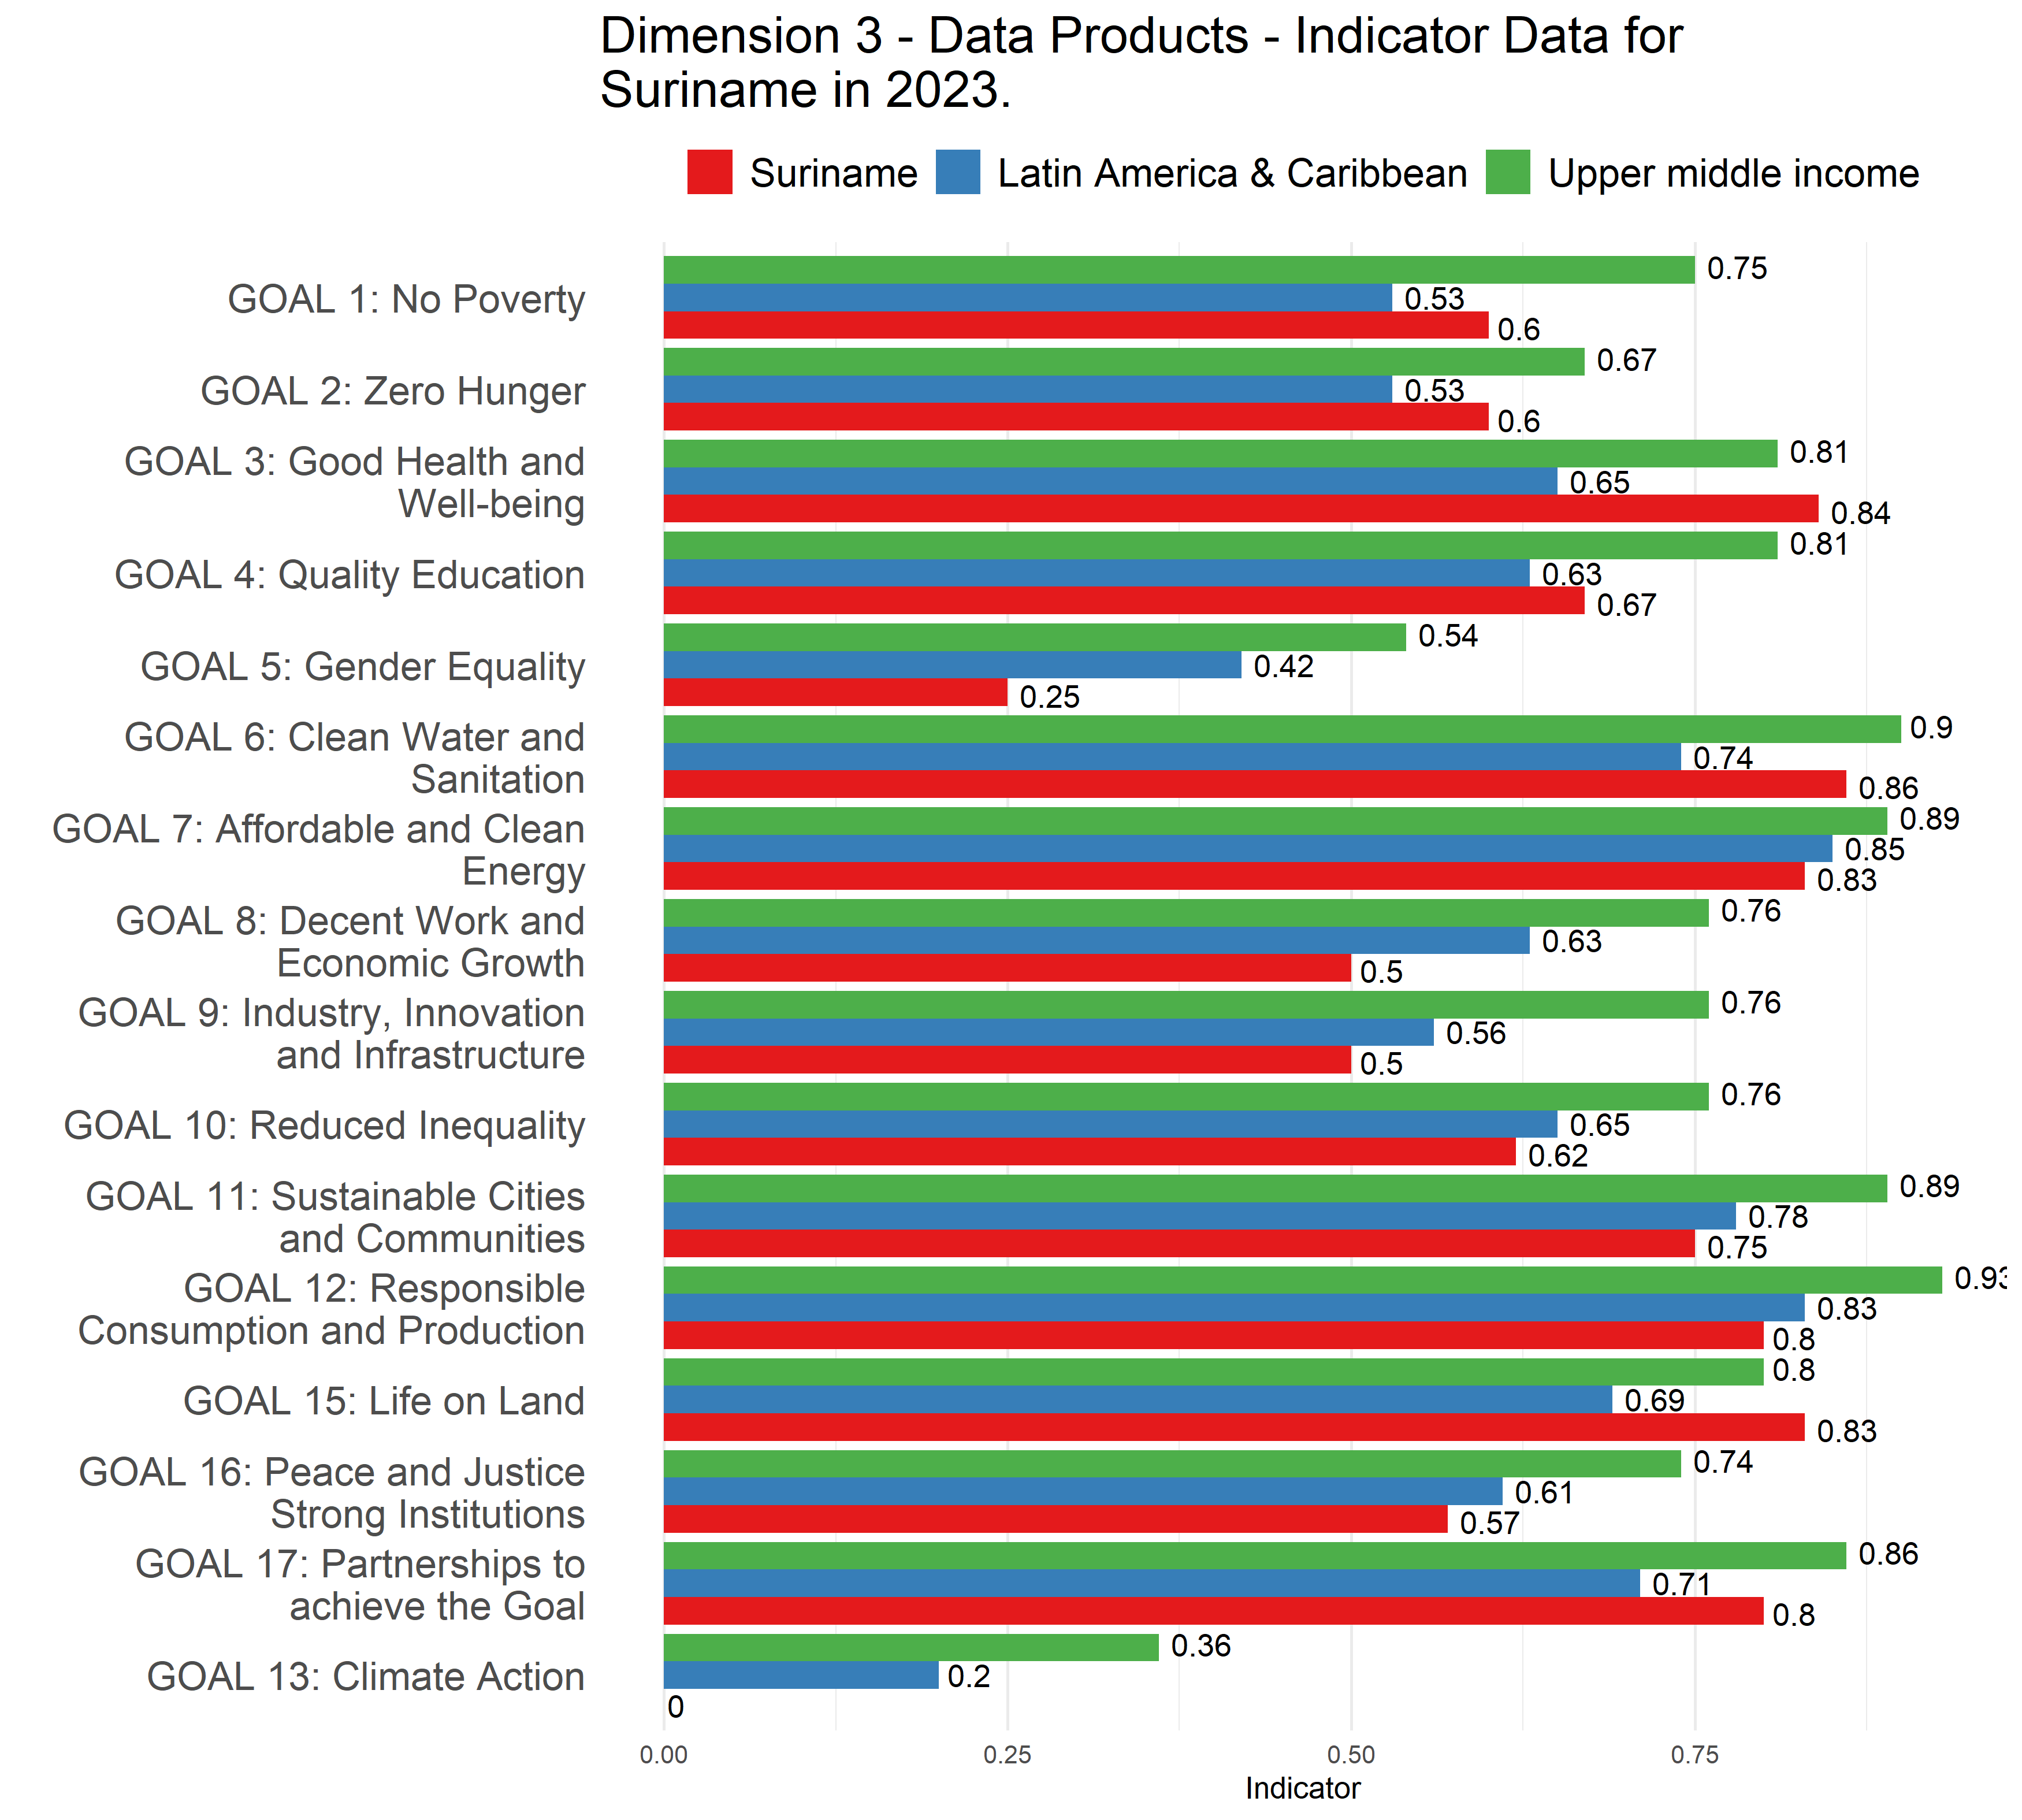 Dimension 3 - Data Products - Indicator Data for
Suriname in 2023.
Suriname Latin America & Caribbean Upper middle income
GOAL 1: No Poverty
0.75
0.53
0.6
GOAL 2: Zero Hunger
0.67
0.53
0.6
GOAL 3: Good Health and
Well-being
0.81
0.65
0.84
GOAL 4: Quality Education
0.81
0.63
0.67
GOAL 5: Gender Equality
0.54
0.42
0.25
GOAL 6: Clean Water and
Sanitation
0.9
0.74
0.86
GOAL 7: Affordable and Clean
Energy
0.89
0.85
0.83
GOAL 8: Decent Work and
Economic Growth
0.76
0.63
0.5
GOAL 9: Industry, Innovation
and Infrastructure
0.76
0.56
0.5
GOAL 10: Reduced Inequality
0.76
0.65
0.62
GOAL 11: Sustainable Cities
and Communities
0.89
0.78
0.75
GOAL 12: Responsible
Consumption and Production
0.93
0.83
0.8
GOAL 15: Life on Land
0.8
0.69
0.83
GOAL 16: Peace and Justice
Strong Institutions
0.74
0.61
0.57
GOAL 17: Partnerships to
achieve the Goal
0.86
0.71
0.8
GOAL 13: Climate Action
0.36
0.2
0
0.00 0.25 0.50 0.75
Indicator